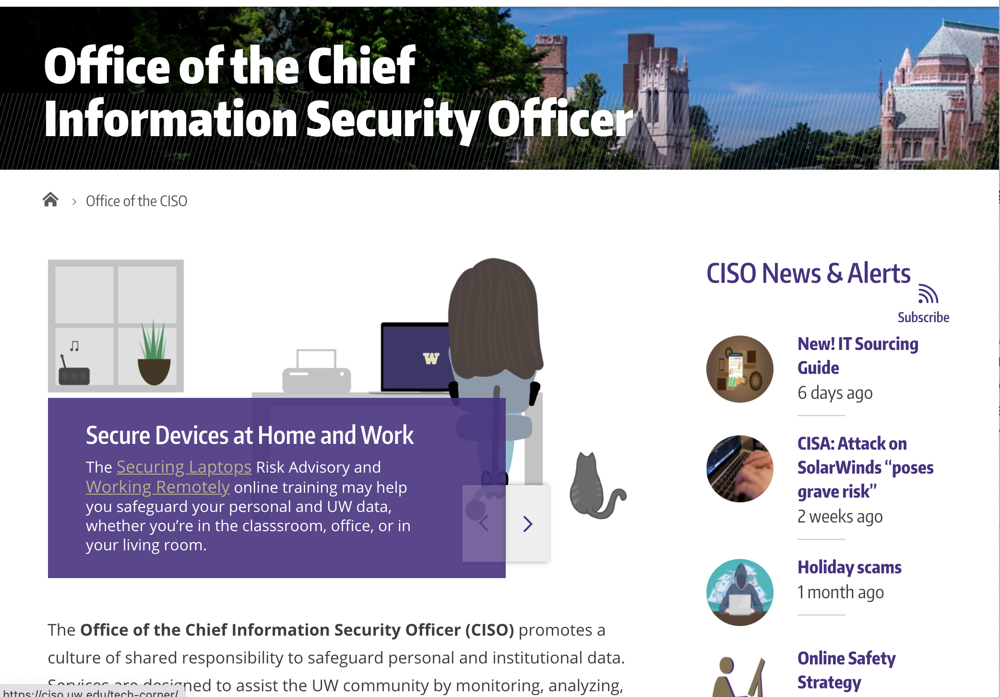 Office of the Chief
Information Security Officer
Office of the CISO
W
Secure Devices at Home and Work
The Securing Laptops Risk Advisory and
Working Remotely online training may help
you safeguard your personal and UW data,
whether you’re in the classsroom, office, or in
your living room.
The Office of the Chief Information Security Officer (CISO) promotes a
culture of shared responsibility to safeguard personal and institutional data.
Services are designed to assist the UW community by monitoring, analyzing,
https://ciso.uw.edu/tech-corner/
CISO News & Alerts
Subscribe
New! IT Sourcing
Guide
6 days ago
CISA: Attack on
SolarWinds “poses
grave risk”
2 weeks ago
Holiday scams
1 month ago
Online Safety
Strategy